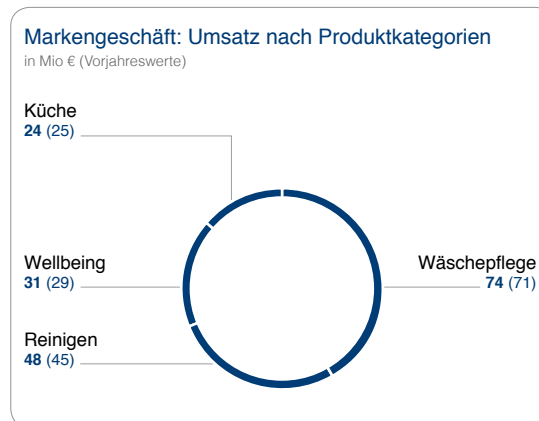 Markengeschäft: Umsatz nach Produktkategorien
in Mio € (Vorjahreswerte)
Küche
24 (25)
Wellbeing
31 (29)
Wäschepflege
74 (71)
Reinigen
48 (45)